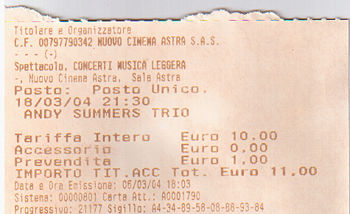 Titolare e Organizzatore
C.F. 00797790342 NUOVO CINEMA ASTRA S.A.S.
- - - (-)
Spettacolo. CONCERTI MUSICA LEGGERA
-, Nuovo Cinema Astra, Sala Astra
Posto: Posto Unico.
18/03/04 21:30
ANDY SUMMERS TRIO
Tariffa Intero Euro 10,00
Accessorio Euro 0,00
Prevendita Euro 1,00
IMPORTO TIT.ACC Tot. Euro 11,00
Data e Ora Emissione: 06/03/04 18:03
Sistema 00000801 Carta Att.: A0001790
Progressivo: 21177 Sigillo: A4-34-89-58-08-88-93-84